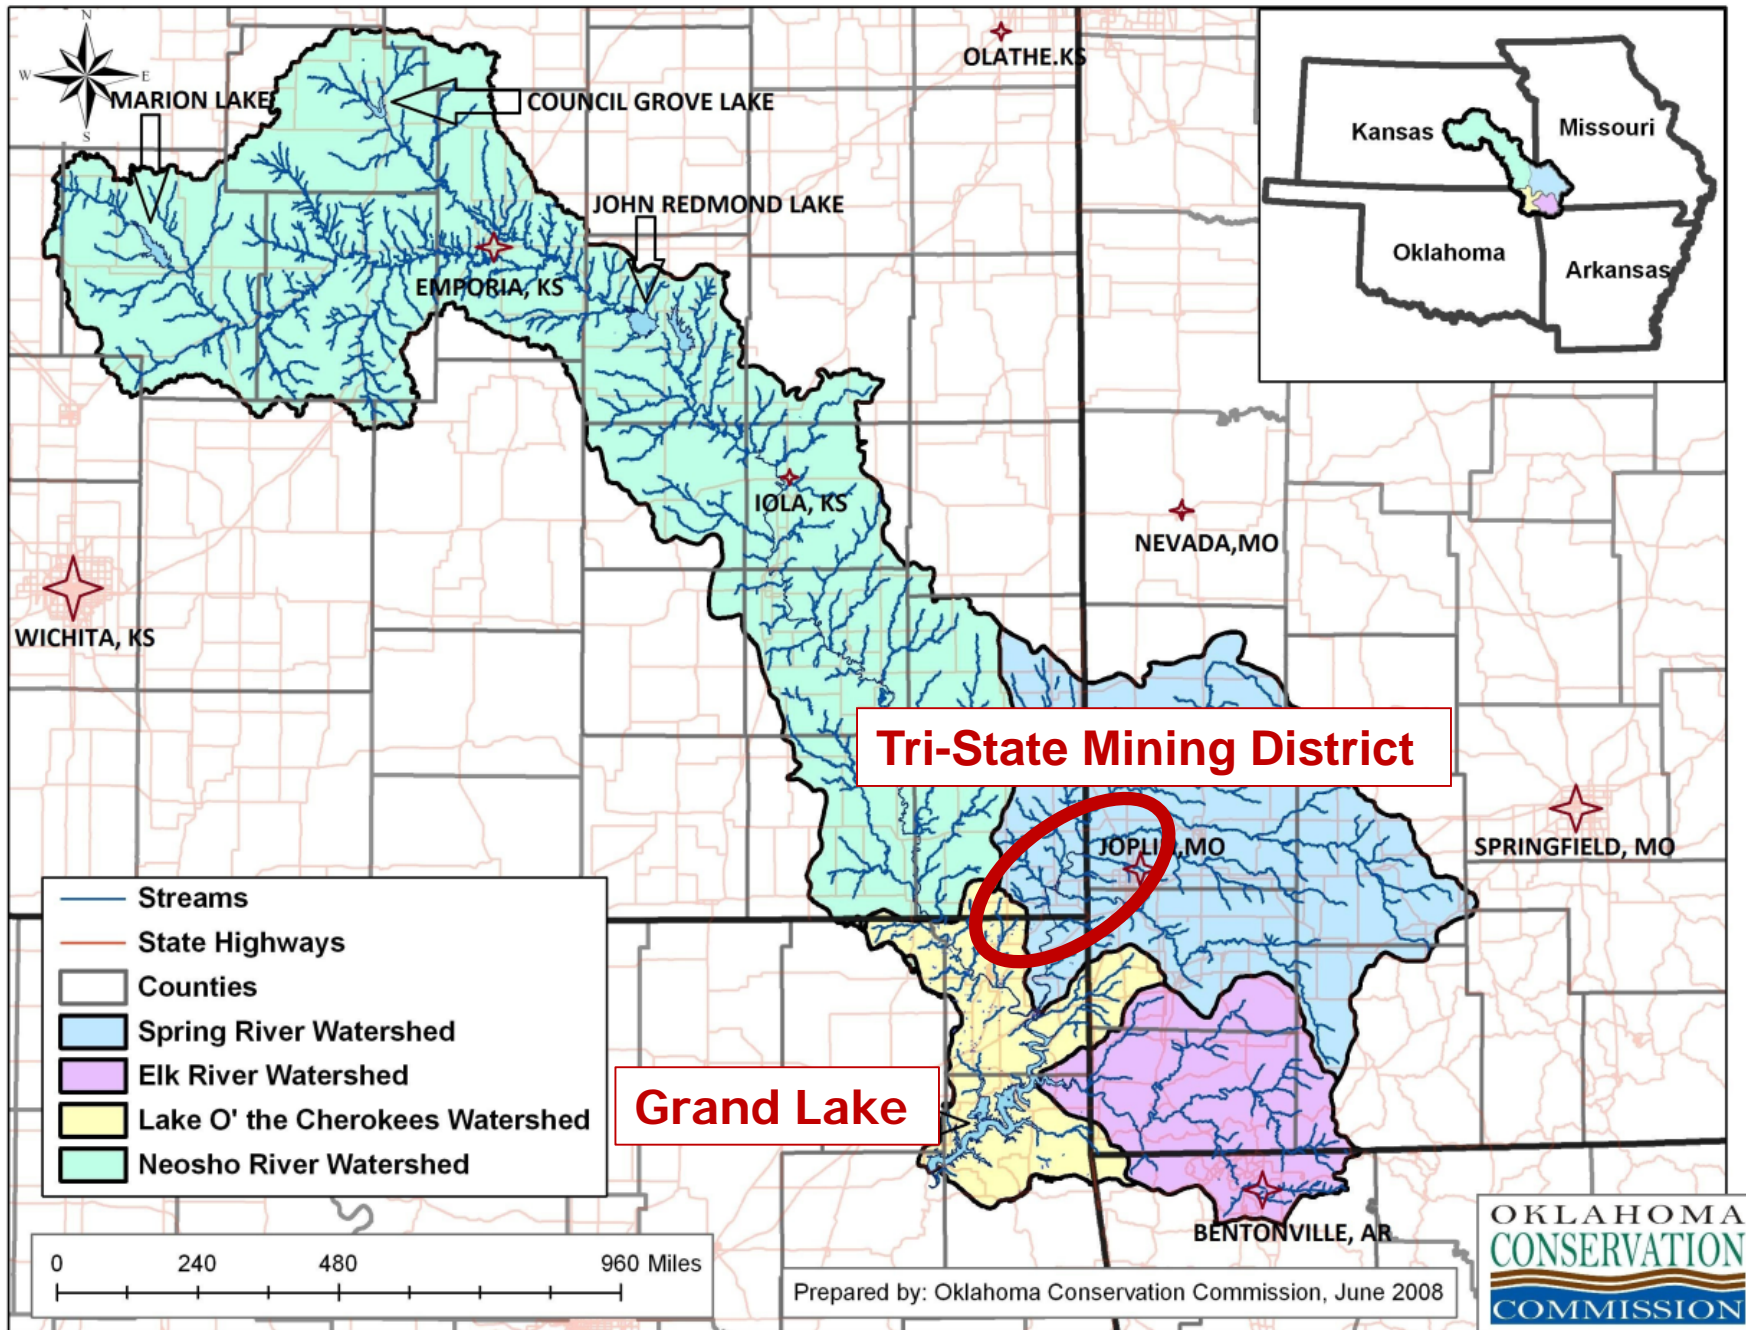 N
W
E
S
MARION LAKE
COUNCIL GROVE LAKE
OLATHE.KS
JOHN REDMOND LAKE
EMPORIA, KS
IOLA, KS
NEVADA,MO
WICHITA, KS
Kansas
Missouri
Oklahoma
Arkansas
Tri-State Mining District
JOPLIN,MO
SPRINGFIELD, MO
Grand Lake
BENTONVILLE, AR
Streams
State Highways
Counties
Spring River Watershed
Elk River Watershed
Lake O' the Cherokees Watershed
Neosho River Watershed
0 240 480 960 Miles
Prepared by: Oklahoma Conservation Commission, June 2008
OKLAHOMA
CONSERVATION
COMMISSION